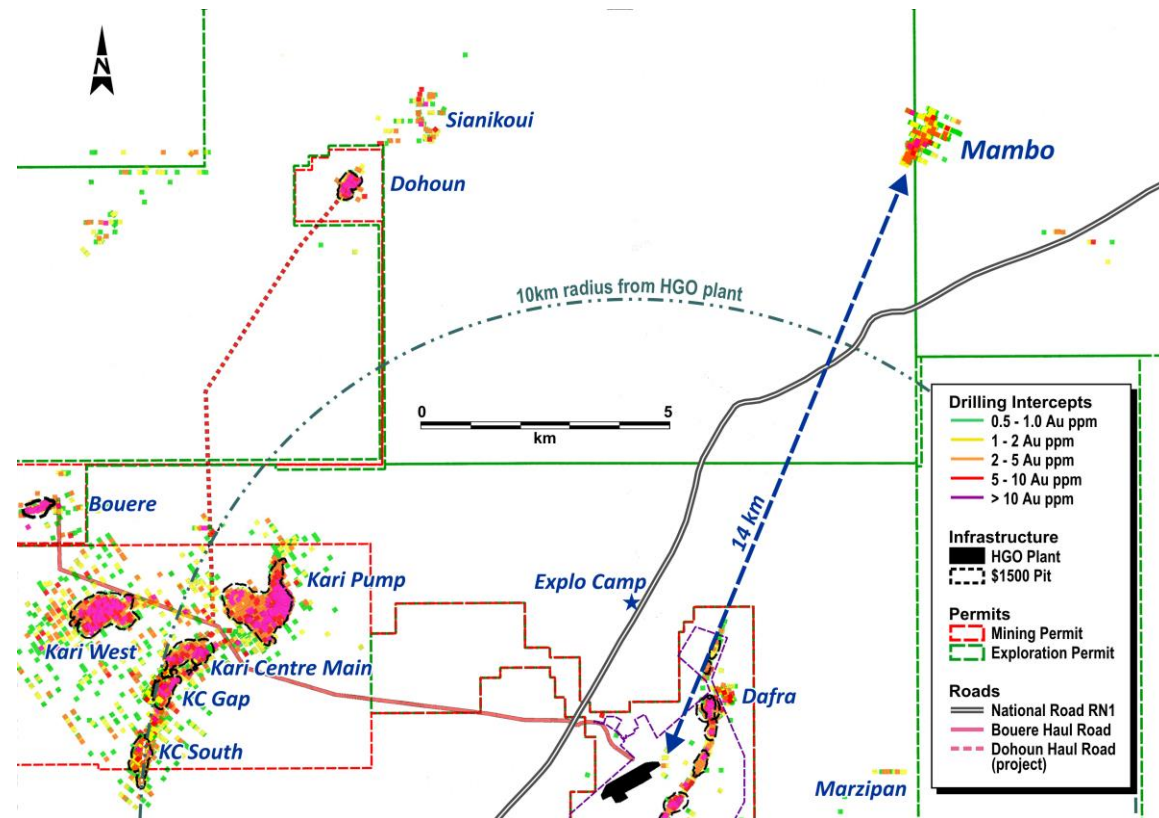 N
Sianikoui
Dohoun
Mambo
10km radius from HGO plant
0
5
km
14 km
Bouere
Kari Pump
Kari West
Kari Centre Main
KC Gap
KC South
Explo Camp
Dafra
Marzipan
Drilling Intercepts
0.5 - 1.0 Au ppm
1 - 2 Au ppm
2 - 5 Au ppm
5 - 10 Au ppm
> 10 Au ppm
Infrastructure
HGO Plant
$1500 Pit
Permits
Mining Permit
Exploration Permit
Roads
National Road RN1
Bouere Haul Road
Dohoun Haul Road
(project)